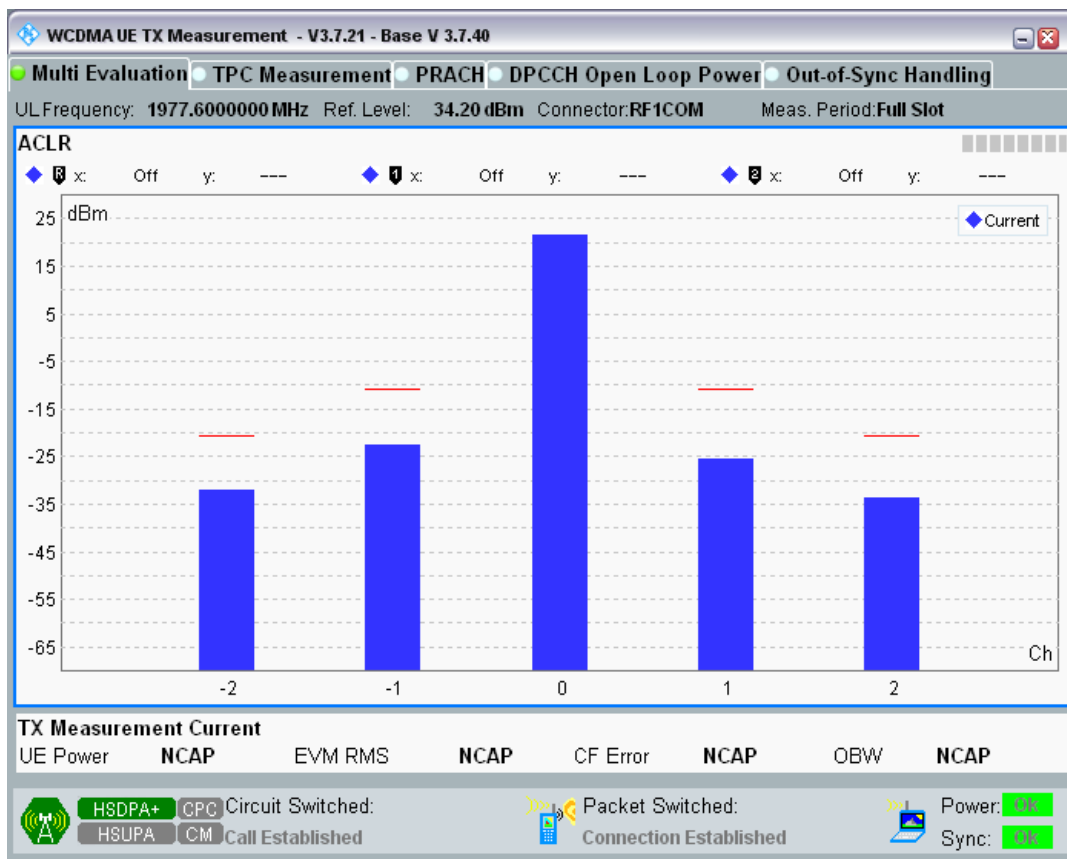 WCDMA UE TX Measurement - V3.7.21 - Base V 3.7.40
Multi Evaluation TPC Measurement PRACH DPCCH Open Loop Power Out-of-Sync Handling
UL Frequency: 1977.6000000 MHz Ref. Level: 34.20 dBm Connector:RF1COM Meas. Period:Full Slot
ACLR
R x: Off y: --- 1 x: Off y: --- 2 x: Off y: ---
dBm
Current
25
15
5
-5
-15
-25
-35
-45
-55
-65
Ch
-2 -1 0 1 2
TX Measurement Current
UE Power NCAP EVM RMS NCAP CF Error NCAP OBW NCAP
HSDPA+ CPC Circuit Switched: Packet Switched: Power: OK
HSUPA CM Call Established Connection Established Sync: OK